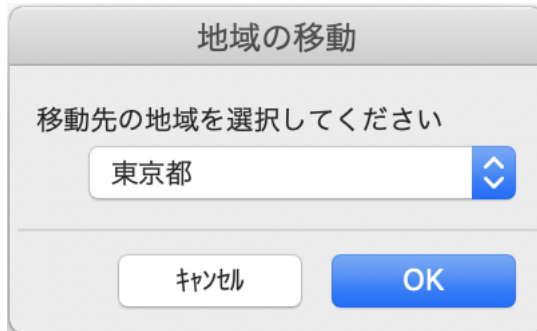 地域の移動
移動先の地域を選択してください
東京都
ｷｬﾝｾﾙ
OK